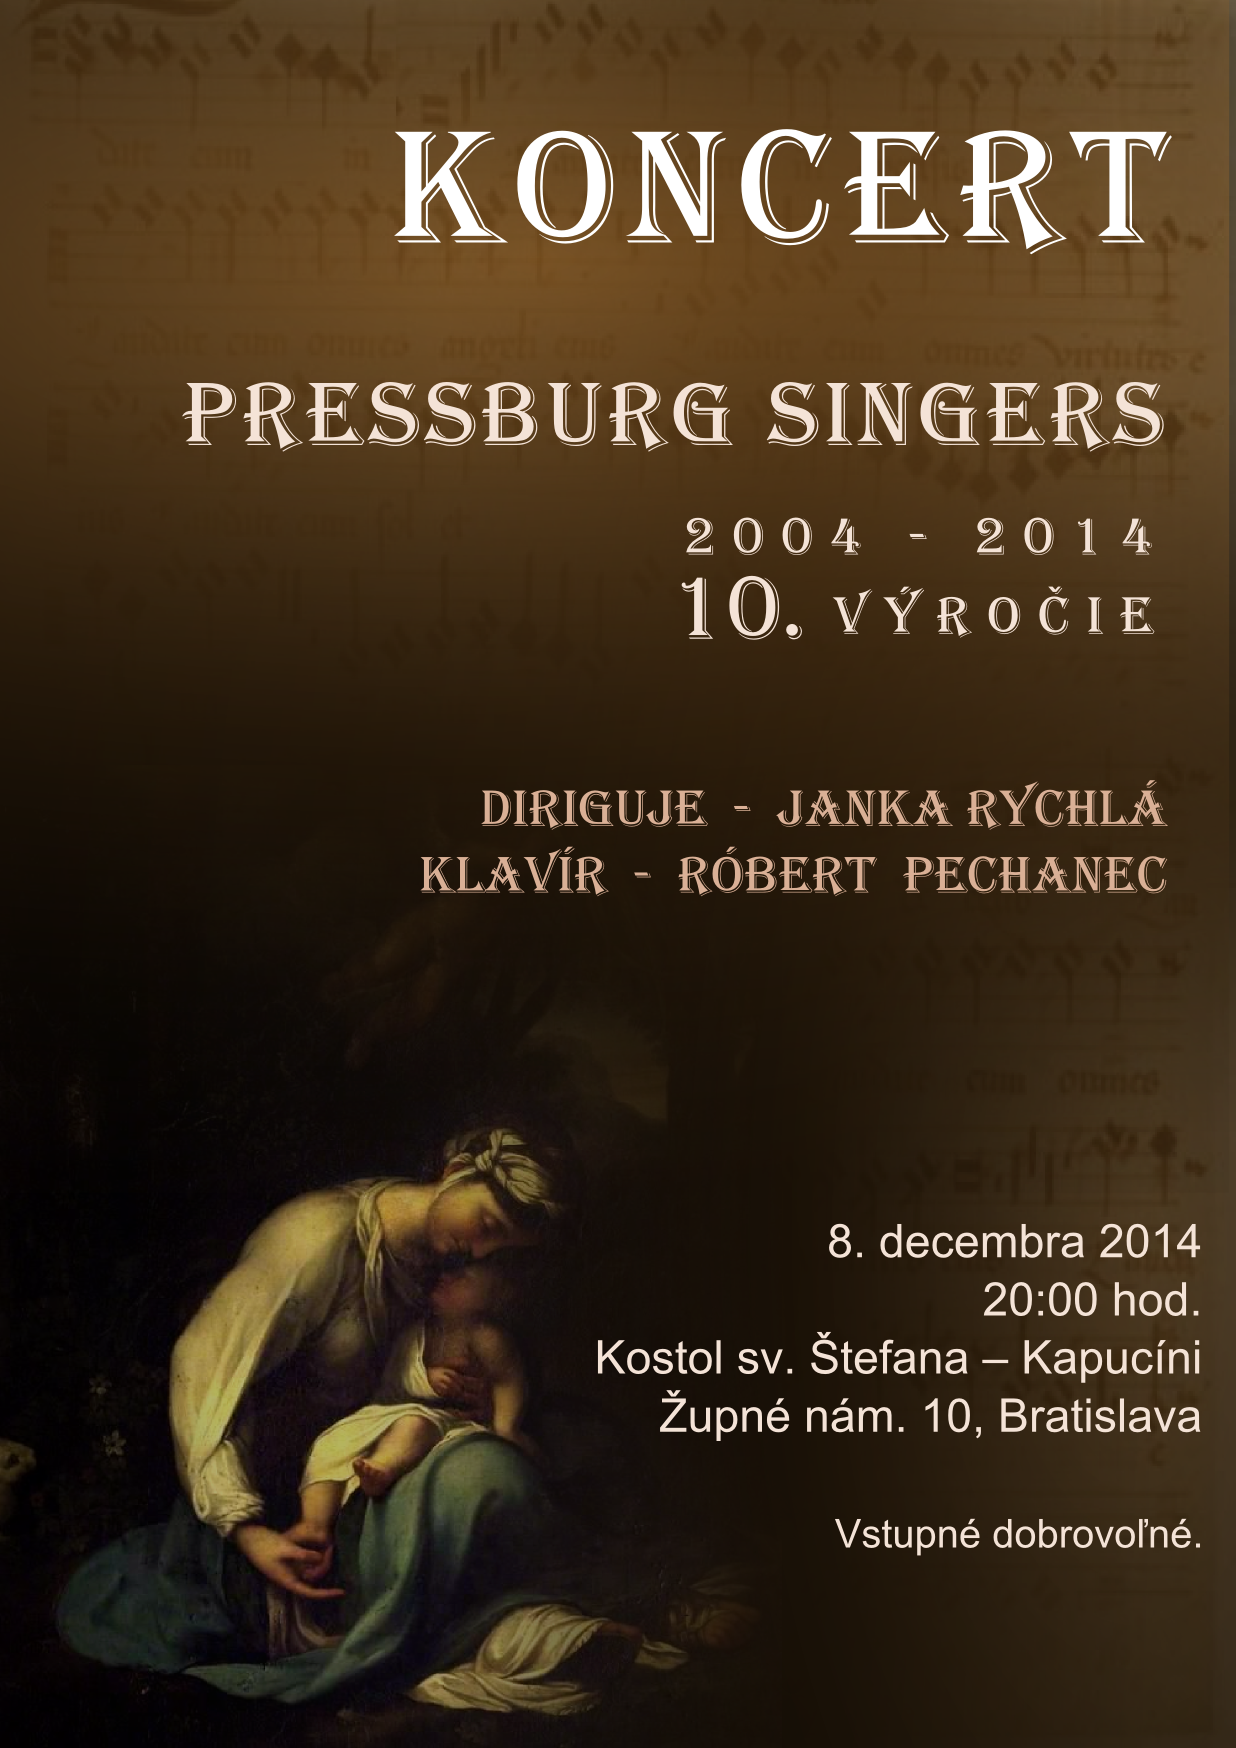 KONCERT
PRESSBURG SINGERS
2004 - 2014
10. VÝROČIE
DIRIGUJE - JANKA RYCHLÁ
KLAVÍR - RÓBERT PECHANEC
8. decembra 2014
20:00 hod.
Kostol sv. Štefana – Kapucíni
Župné nám. 10, Bratislava
Vstupné dobrovoľné.